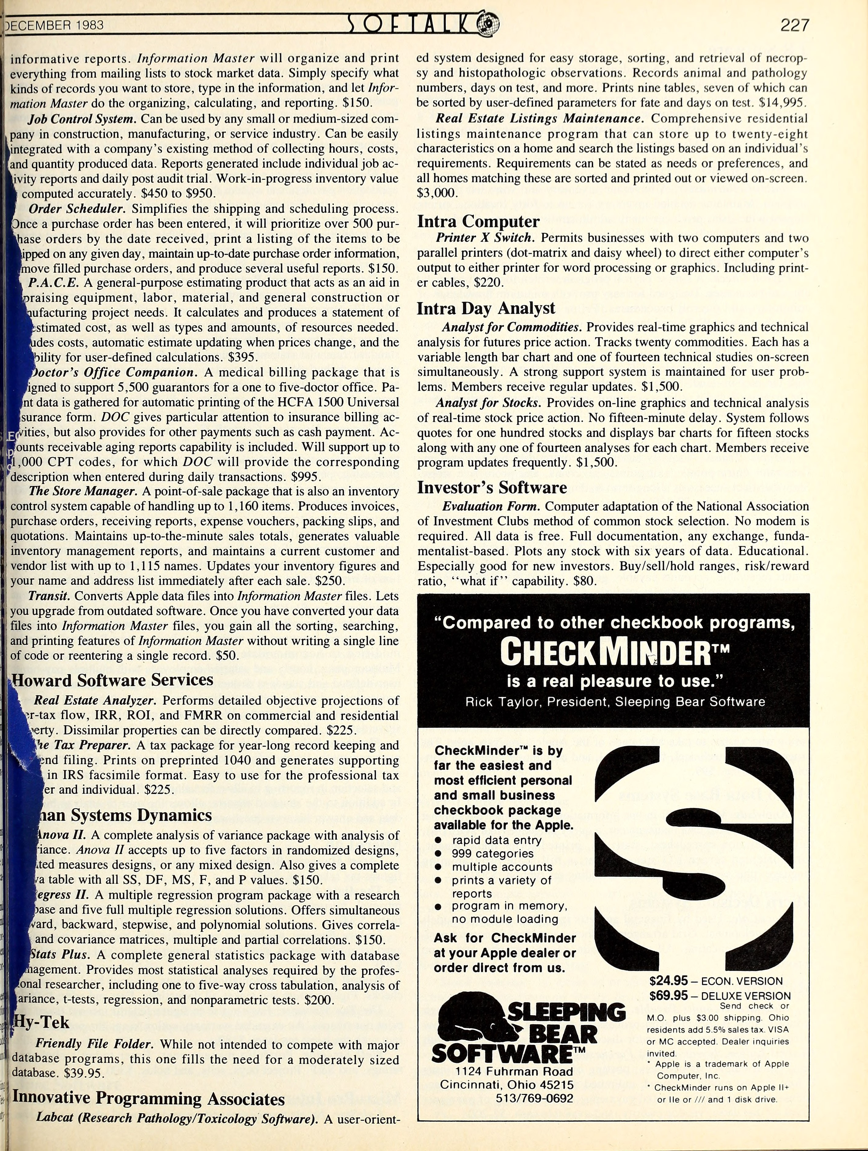 DECEMBER 1983
SOFTALK
227
informative reports. Information Master will organize and print
everything from mailing lists to stock market data. Simply specify what
kinds of records you want to store, type in the information, and let Infor-
mation Master do the organizing, calculating, and reporting. $150.
Job Control System. Can be used by any small or medium-sized com-
pany in construction, manufacturing, or service industry. Can be easily
integrated with a company's existing method of collecting hours, costs,
and quantity produced data. Reports generated include individual job ac-
ivity reports and daily post audit trial. Work-in-progress inventory value
computed accurately. $450 to $950.
Order Scheduler. Simplifies the shipping and scheduling process.
Once a purchase order has been entered, it will prioritize over 500 pur-
hase orders by the date received, print a listing of the items to be
ipped on any given day, maintain up-to-date purchase order information,
move filled purchase orders, and produce several useful reports. $150.
P.A.C.E. A general-purpose estimating product that acts as an aid in
praising equipment, labor, material, and general construction or
ufacturing project needs. It calculates and produces a statement of
estimated cost, as well as types and amounts, of resources needed.
udes costs, automatic estimate updating when prices change, and the
bility for user-defined calculations. $395.
Doctor's Office Companion. A medical billing package that is
igned to support 5,500 guarantors for a one to five-doctor office. Pa-
nt data is gathered for automatic printing of the HCFA 1500 Universal
surance form. DOC gives particular attention to insurance billing ac-
vities, but also provides for other payments such as cash payment. Ac-
ounts receivable aging reports capability is included. Will support up to
1,000 CPT codes, for which DOC will provide the corresponding
description when entered during daily transactions. $995.
The Store Manager. A point-of-sale package that is also an inventory
control system capable of handling up to 1,160 items. Produces invoices,
purchase orders, receiving reports, expense vouchers, packing slips, and
quotations. Maintains up-to-the-minute sales totals, generates valuable
inventory management reports, and maintains a current customer and
vendor list with up to 1,115 names. Updates your inventory figures and
your name and address list immediately after each sale. $250.
Transit. Converts Apple data files into Information Master files. Lets
you upgrade from outdated software. Once you have converted your data
files into Information Master files, you gain all the sorting, searching,
and printing features of Information Master without writing a single line
of code or reentering a single record. $50.
Howard Software Services
Real Estate Analyzer. Performs detailed objective projections of
r-tax flow, IRR, ROI, and FMRR on commercial and residential
erty. Dissimilar properties can be directly compared. $225.
he Tax Preparer. A tax package for year-long record keeping and
end filing. Prints on preprinted 1040 and generates supporting
in IRS facsimile format. Easy to use for the professional tax
er and individual. $225.
nan Systems Dynamics
Anova II. A complete analysis of variance package with analysis of
riance. Anova II accepts up to five factors in randomized designs,
ted measures designs, or any mixed design. Also gives a complete
va table with all SS, DF, MS, F, and P values. $150.
egress II. A multiple regression program package with a research
base and five full multiple regression solutions. Offers simultaneous
ward, backward, stepwise, and polynomial solutions. Gives correla-
and covariance matrices, multiple and partial correlations. $150.
Stats Plus. A complete general statistics package with database
nagement. Provides most statistical analyses required by the profes-
onal researcher, including one to five-way cross tabulation, analysis of
ariance, t-tests, regression, and nonparametric tests. $200.
Hy-Tek
Friendly File Folder. While not intended to compete with major
database programs, this one fills the need for a moderately sized
database. $39.95.
Innovative Programming Associates
Labcat (Research Pathology/Toxicology Software). A user-orient-
ed system designed for easy storage, sorting, and retrieval of necrop-
sy and histopathologic observations. Records animal and pathology
numbers, days on test, and more. Prints nine tables, seven of which can
be sorted by user-defined parameters for fate and days on test. $14,995.
Real Estate Listings Maintenance. Comprehensive residential
listings maintenance program that can store up to twenty-eight
characteristics on a home and search the listings based on an individual's
requirements. Requirements can be stated as needs or preferences, and
all homes matching these are sorted and printed out or viewed on-screen.
$3,000.
Intra Computer
Printer X Switch. Permits businesses with two computers and two
parallel printers (dot-matrix and daisy wheel) to direct either computer's
output to either printer for word processing or graphics. Including print-
er cables, $220.
Intra Day Analyst
Analyst for Commodities. Provides real-time graphics and technical
analysis for futures price action. Tracks twenty commodities. Each has a
variable length bar chart and one of fourteen technical studies on-screen
simultaneously. A strong support system is maintained for user prob-
lems. Members receive regular updates. $1,500.
Analyst for Stocks. Provides on-line graphics and technical analysis
of real-time stock price action. No fifteen-minute delay. System follows
quotes for one hundred stocks and displays bar charts for fifteen stocks
along with any one of fourteen analyses for each chart. Members receive
program updates frequently. $1,500.
Investor's Software
Evaluation Form. Computer adaptation of the National Association
of Investment Clubs method of common stock selection. No modem is
required. All data is free. Full documentation, any exchange, funda-
mentalist-based. Plots any stock with six years of data. Educational.
Especially good for new investors. Buy/sell/hold ranges, risk/reward
ratio, "what if" capability. $80.
"Compared to other checkbook programs,
CHECKMINDER™
is a real pleasure to use."
Rick Taylor, President, Sleeping Bear Software
CheckMinder™ is by
far the easiest and
most efficient personal
and small business
checkbook package
available for the Apple.
● rapid data entry
● 999 categories
● multiple accounts
● prints a variety of
reports
● program in memory,
no module loading
Ask for CheckMinder
at your Apple dealer or
order direct from us.
SLEEPING
BEAR
SOFTWARE™
1124 Fuhrman Road
Cincinnati, Ohio 45215
513/769-0692
$24.95 – ECON. VERSION
$69.95 – DELUXE VERSION
Send check or
M.O. plus $3.00 shipping. Ohio
residents add 5.5% sales tax. VISA
or MC accepted. Dealer inquiries
invited.
* Apple is a trademark of Apple
Computer, Inc.
* CheckMinder runs on Apple II+
or IIe or /// and 1 disk drive.